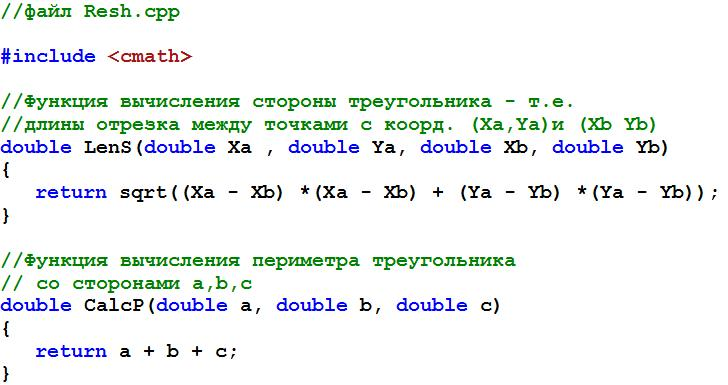 //файл Resh.cpp
#include <cmath>
//Функция вычисления стороны треугольника - т.е.
//длины отрезка между точками с коорд. (Xa,Ya)и (Xb Yb)
double LenS(double Xa , double Ya, double Xb, double Yb)
{
   return sqrt((Xa - Xb) *(Xa - Xb) + (Ya - Yb) *(Ya - Yb));
}
//Функция вычисления периметра треугольника
// со сторонами a,b,c
double CalcP(double a, double b, double c)
{
   return a + b + c;
}